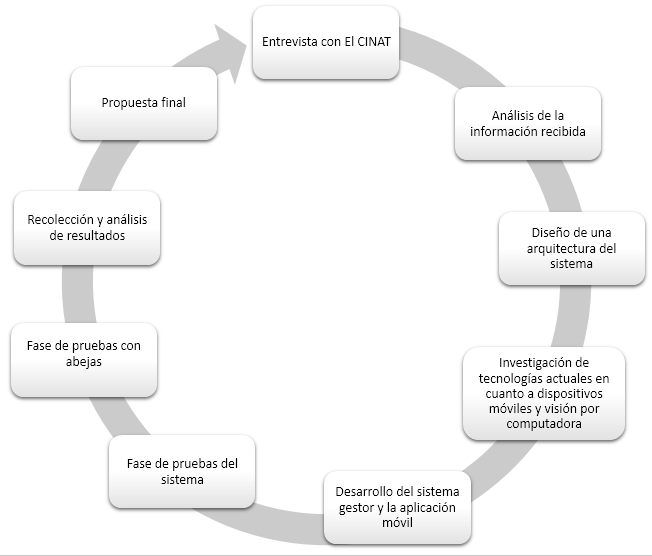 Entrevista con El CINAT
Análisis de la
información recibida
Diseño de una
arquitectura del
sistema
Investigación de
tecnologías actuales en
cuanto a dispositivos
móviles y visión por
computadora
Desarrollo del sistema
gestor y la aplicación
móvil
Fase de pruebas del
sistema
Fase de pruebas con
abejas
Recolección y análisis
de resultados
Propuesta final